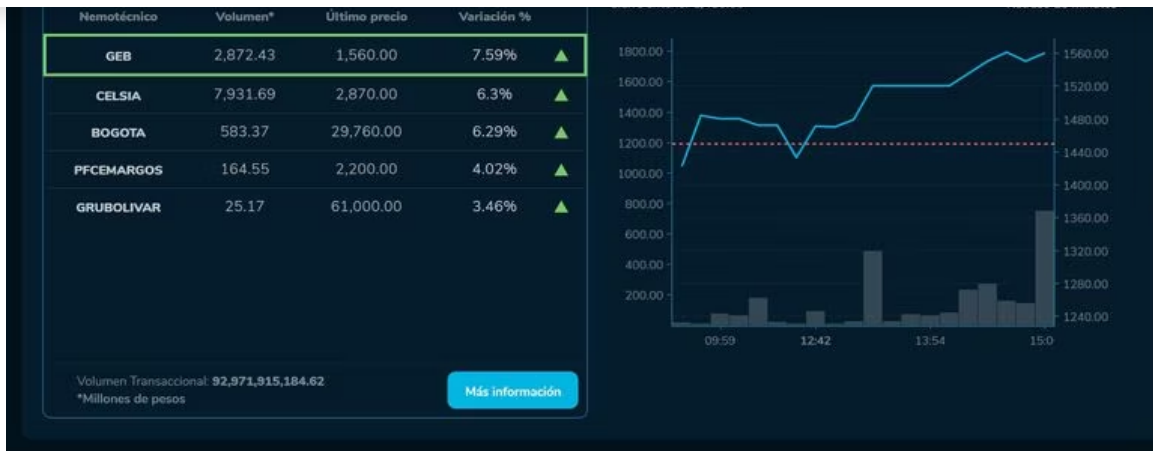 Nemotécnico Volumen* Último precio Variación %
GEB 2,872.43 1,560.00 7.59%
CELSIA 7,931.69 2,870.00 6.3%
BOGOTA 583.37 29,760.00 6.29%
PFCEMARGOS 164.55 2,200.00 4.02%
GRUBOLIVAR 25.17 61,000.00 3.46%
Volumen Transaccional: 92,971,915,184.62
*Millones de pesos
Más información
1800.00
1600.00
1400.00
1200.00
1000.00
800.00
600.00
400.00
200.00
1560.00
1520.00
1480.00
1440.00
1400.00
1360.00
1320.00
1280.00
1240.00
09:59 12:42 13:54 15:0